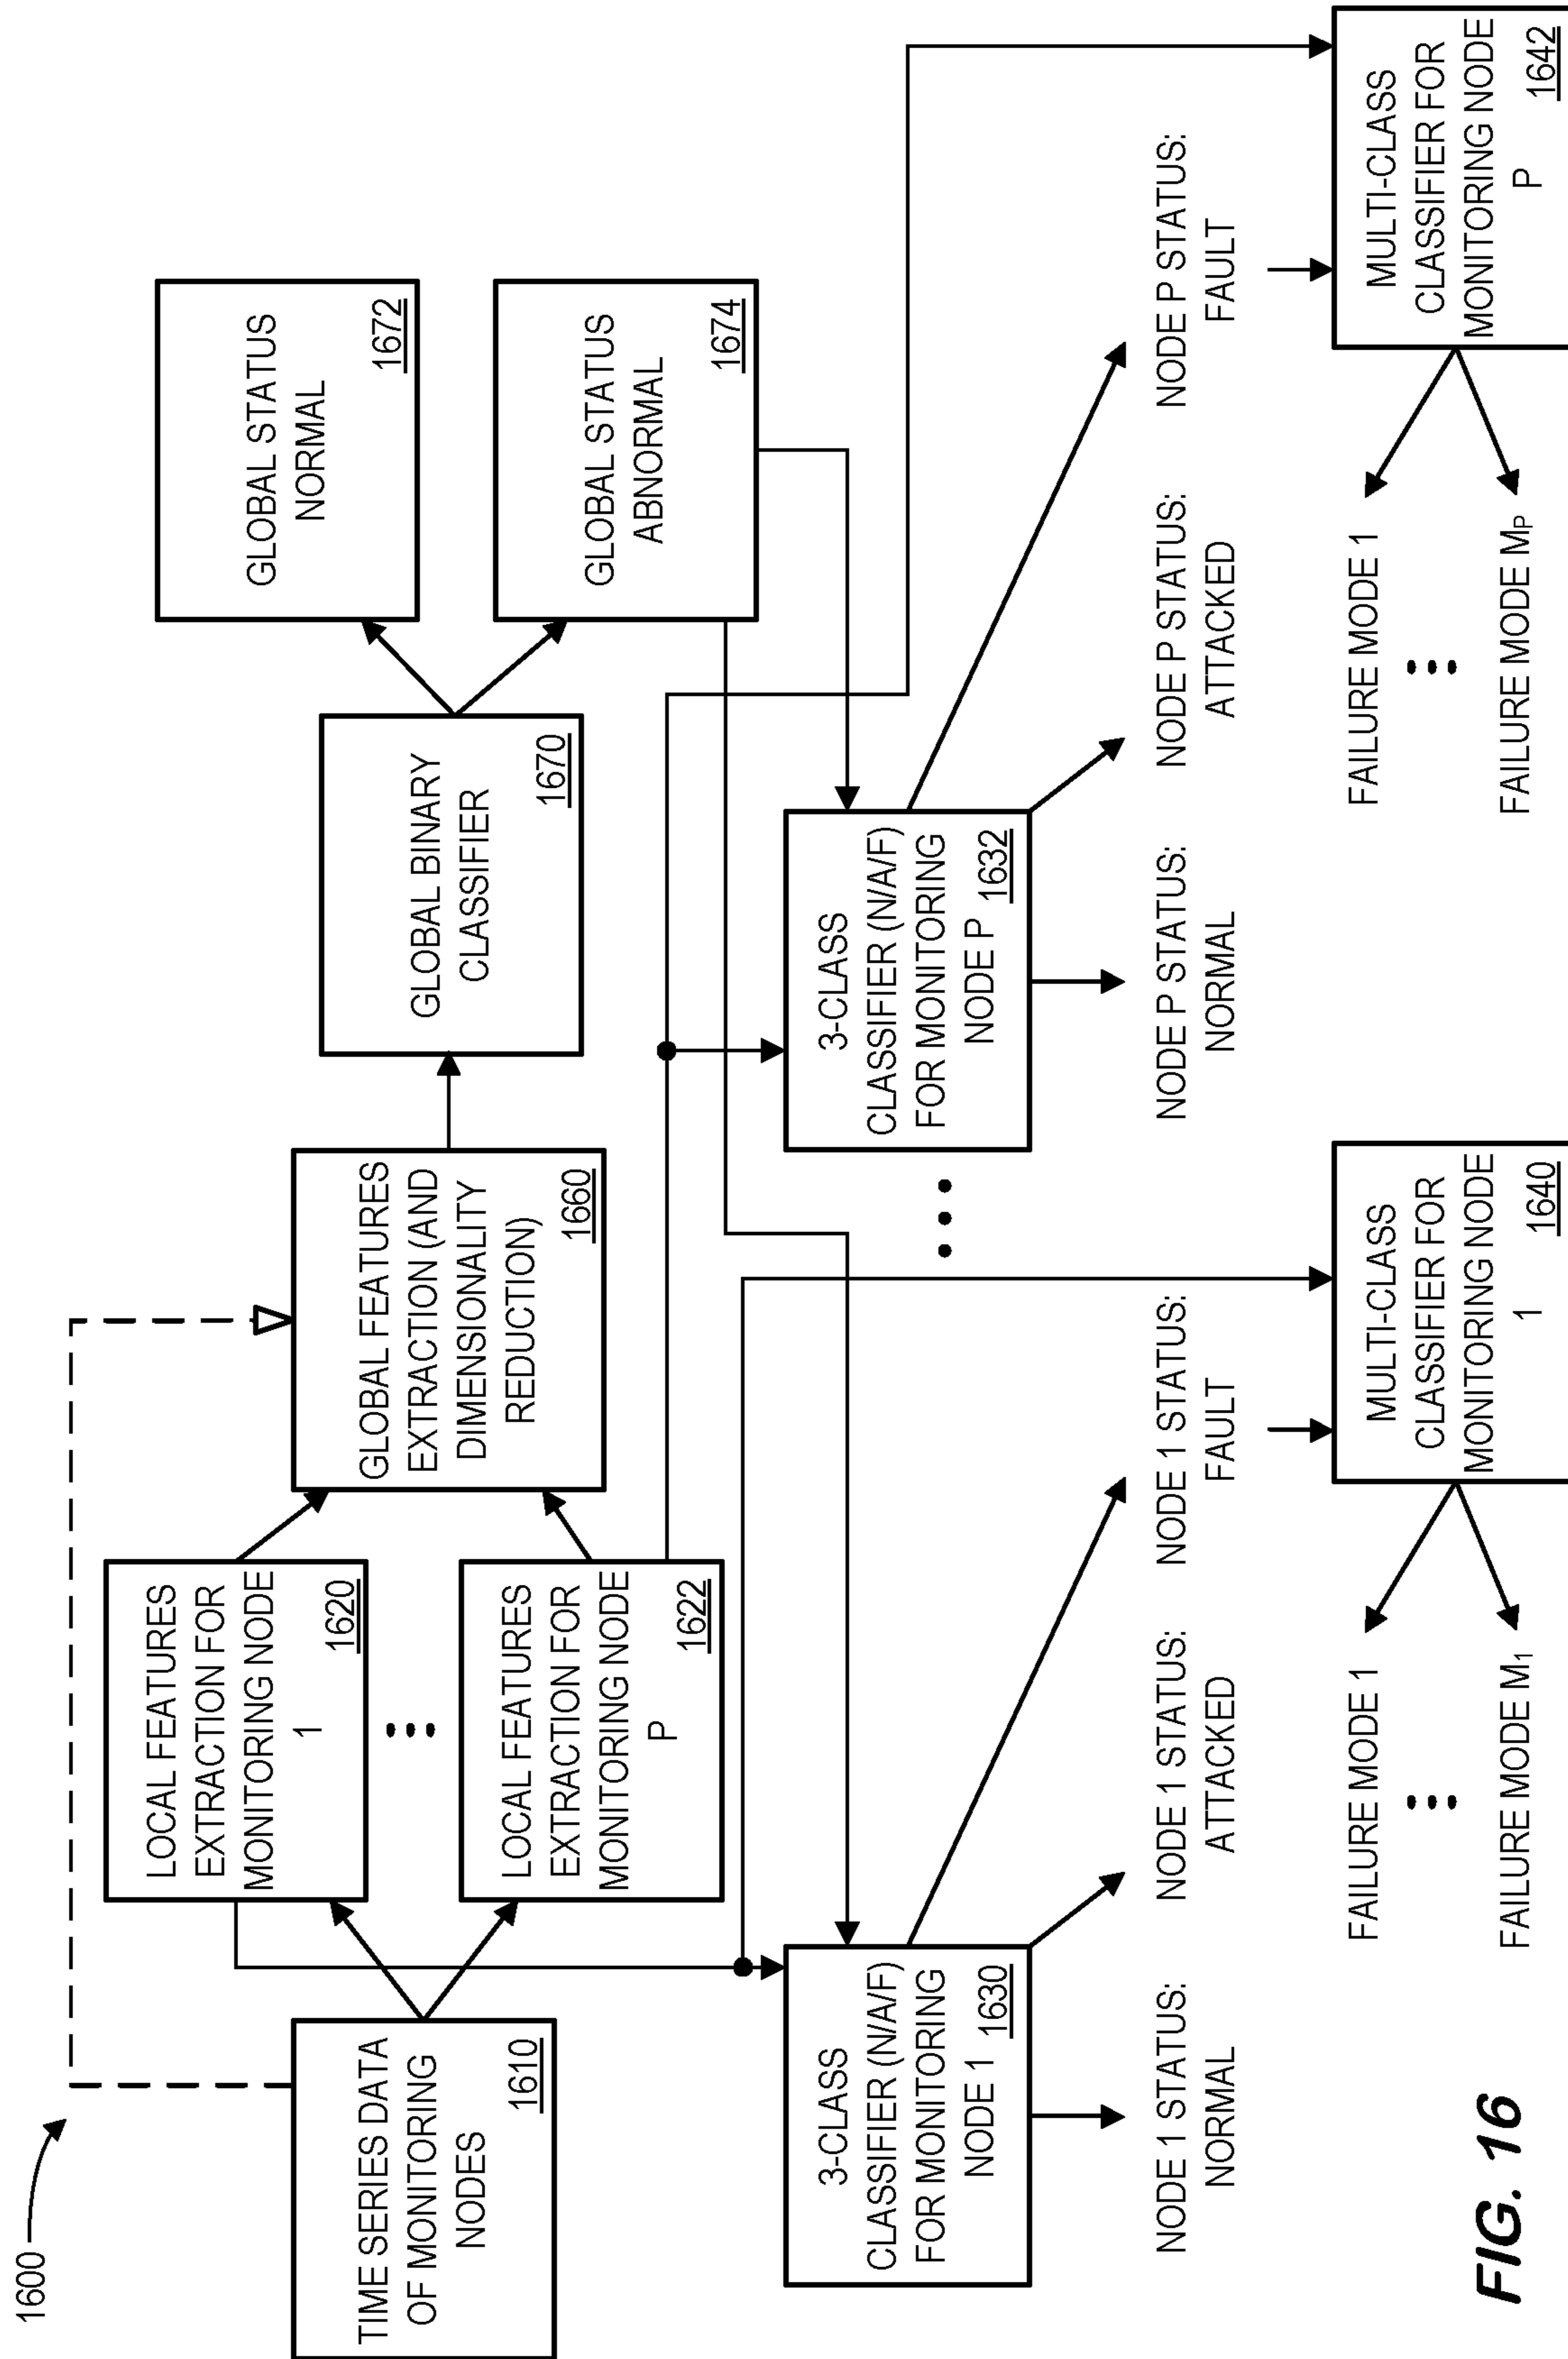 1600
TIME SERIES DATA
OF MONITORING
NODES
1610
LOCAL FEATURES
EXTRACTION FOR
MONITORING NODE
1
1620
LOCAL FEATURES
EXTRACTION FOR
MONITORING NODE
P
1622
GLOBAL FEATURES
EXTRACTION (AND
DIMENSIONALITY
REDUCTION)
1660
GLOBAL BINARY
CLASSIFIER
1670
GLOBAL STATUS
NORMAL
1672
GLOBAL STATUS
ABNORMAL
1674
3-CLASS
CLASSIFIER (N/A/F)
FOR MONITORING
NODE 1
1630
3-CLASS
CLASSIFIER (N/A/F)
FOR MONITORING
NODE P
1632
NODE 1 STATUS:
NORMAL
NODE 1 STATUS:
ATTACKED
NODE 1 STATUS:
FAULT
NODE P STATUS:
NORMAL
NODE P STATUS:
ATTACKED
NODE P STATUS:
FAULT
FAILURE MODE 1
FAILURE MODE M₁
MULTI-CLASS
CLASSIFIER FOR
MONITORING NODE
1
1640
FAILURE MODE 1
FAILURE MODE Mₚ
MULTI-CLASS
CLASSIFIER FOR
MONITORING NODE
P
1642
FIG. 16